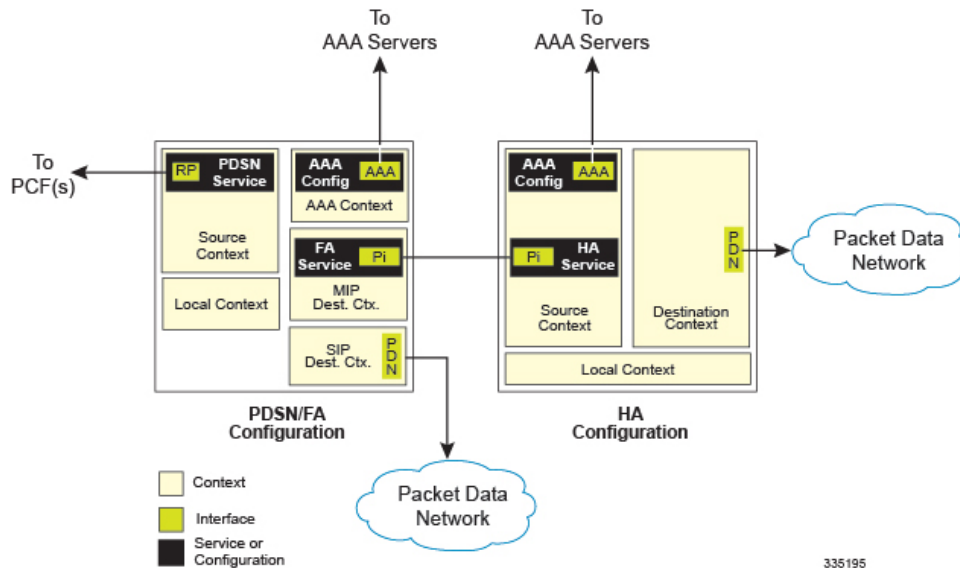 To
AAA Servers
To
AAA Servers
To
PCF(s)
RP
PDSN
Service
Source
Context
Local Context
AAA
Config
AAA
AAA Context
FA
Service
Pi
MIP
Dest. Ctx.
SIP
Dest. Ctx.
PDN
PDSN/FA
Configuration
AAA
Config
AAA
Pi
HA
Service
Source
Context
PDN
Destination
Context
Local Context
HA
Configuration
Packet Data
Network
Packet Data
Network
Context
Interface
Service or
Configuration
335195